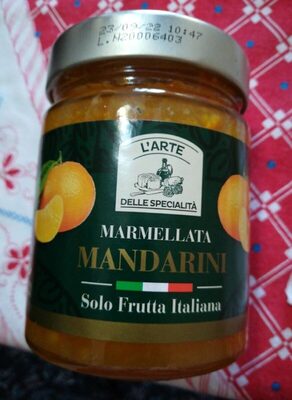 23/09/22 10:47
L.M20006403
L'ARTE
DELLE SPECIALITÀ
MARMELLATA
MANDARINI
Solo Frutta Italiana